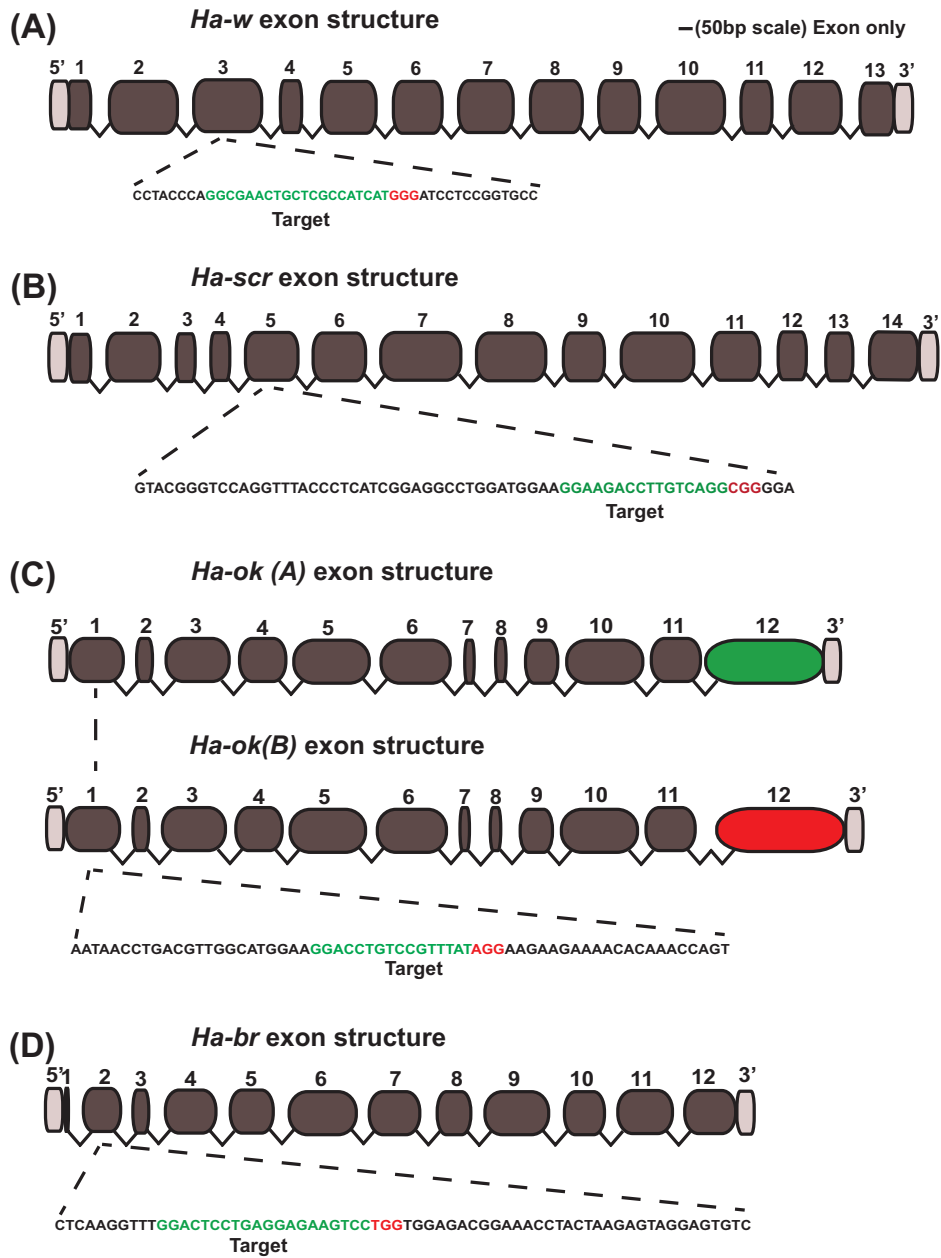 (A) Ha-w exon structure
(50bp scale) Exon only
5’ 1 2 3 4 5 6 7 8 9 10 11 12 13 3’
CCTACCCAGGCGAACTGCTCGCCATCATGGGATCCTCCGGTGCC
Target
(B) Ha-scr exon structure
5’ 1 2 3 4 5 6 7 8 9 10 11 12 13 14 3’
GTACGGGTCCAGGTTTACCCTCATCGGAGGCCTGGATGGAAGGAAGACCTTGTCAGGCGGGGA
Target
(C) Ha-ok (A) exon structure
5’ 1 2 3 4 5 6 7 8 9 10 11 12 3’
Ha-ok(B) exon structure
5’ 1 2 3 4 5 6 7 8 9 10 11 12 3’
AATAACCTGACGTTGGCATGGAAGGACCTGTCCGTTTATAGGAAGAAGAAAACACAAACCAGT
Target
(D) Ha-br exon structure
5’ 1 2 3 4 5 6 7 8 9 10 11 12 3’
CTCAAGGTTTGGACTCCTGAGGAGAAGTCCTGGTGGAGACGGAAACCTACTAAGAGTAGGAGTGTC
Target